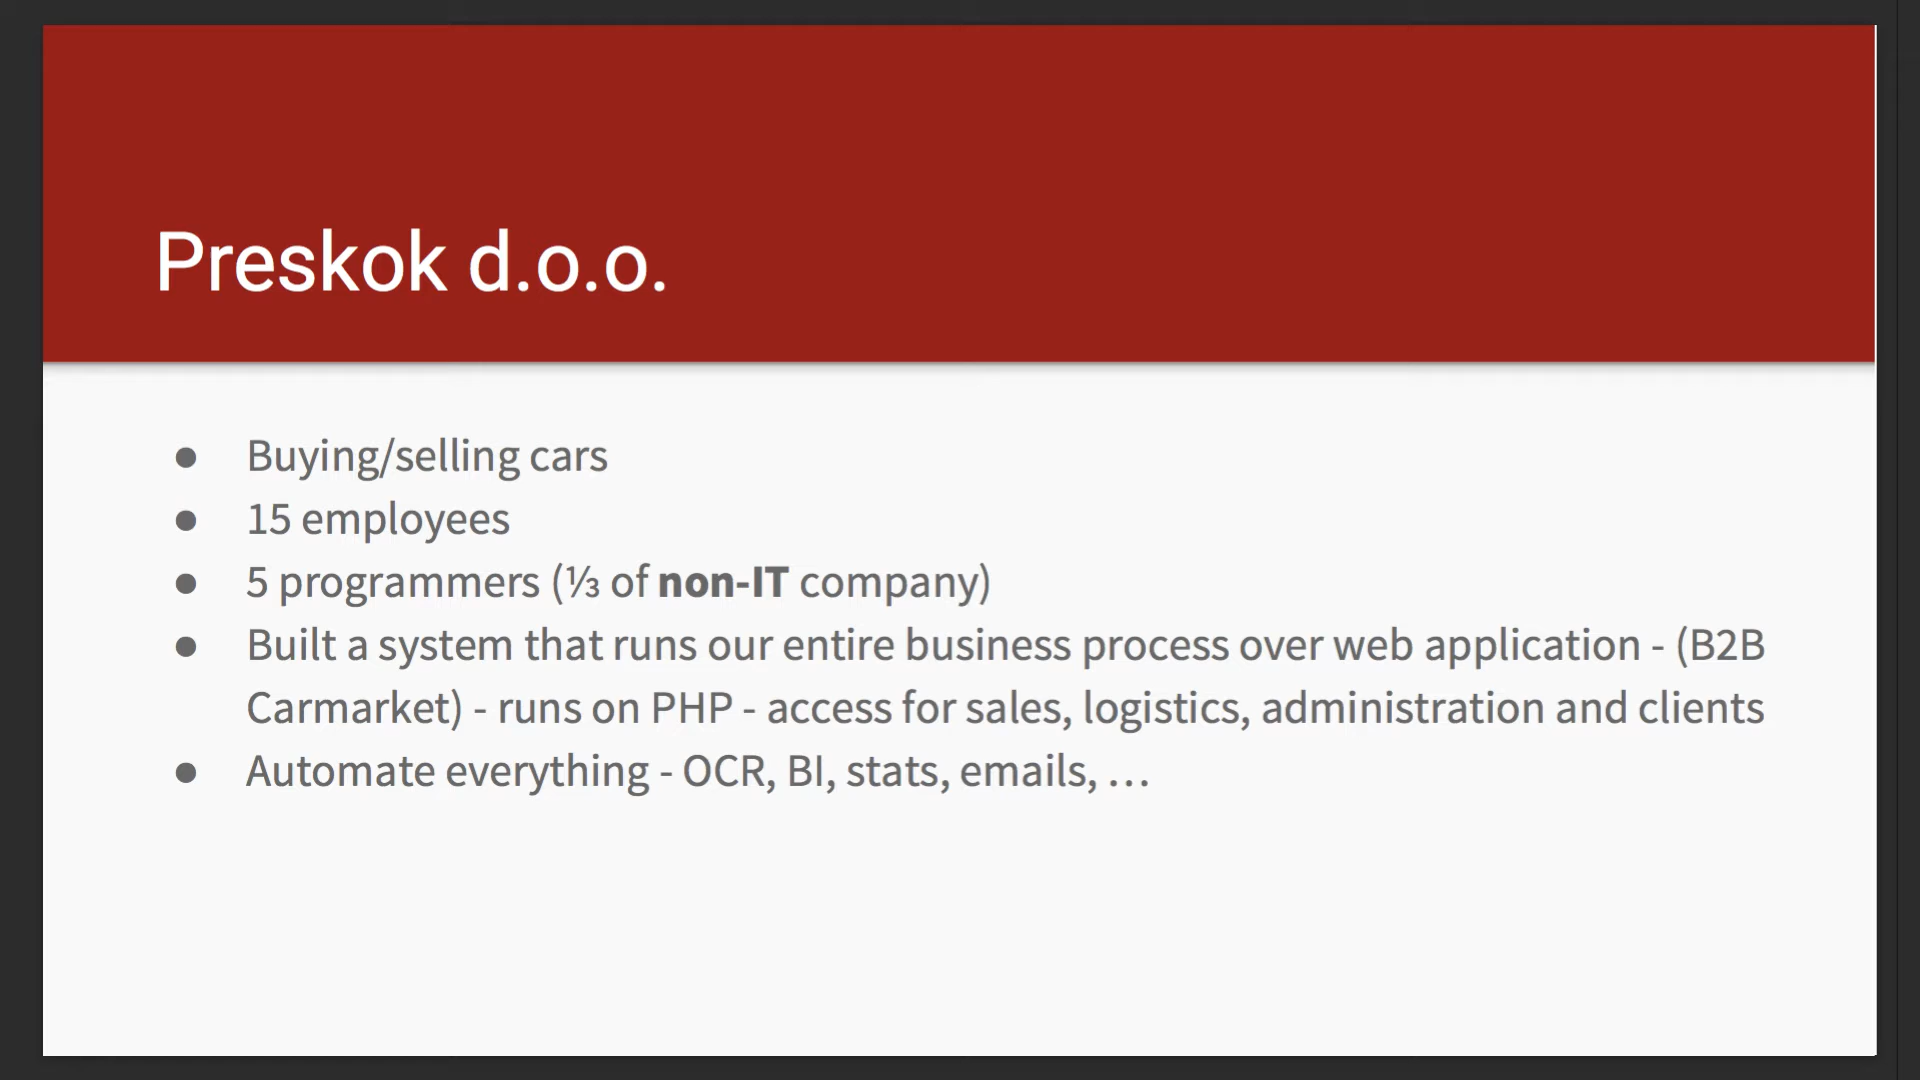 Preskok d.o.o.
● Buying/selling cars
● 15 employees
● 5 programmers (⅓ of non-IT company)
● Built a system that runs our entire business process over web application - (B2B
Carmarket) - runs on PHP - access for sales, logistics, administration and clients
● Automate everything - OCR, BI, stats, emails, …